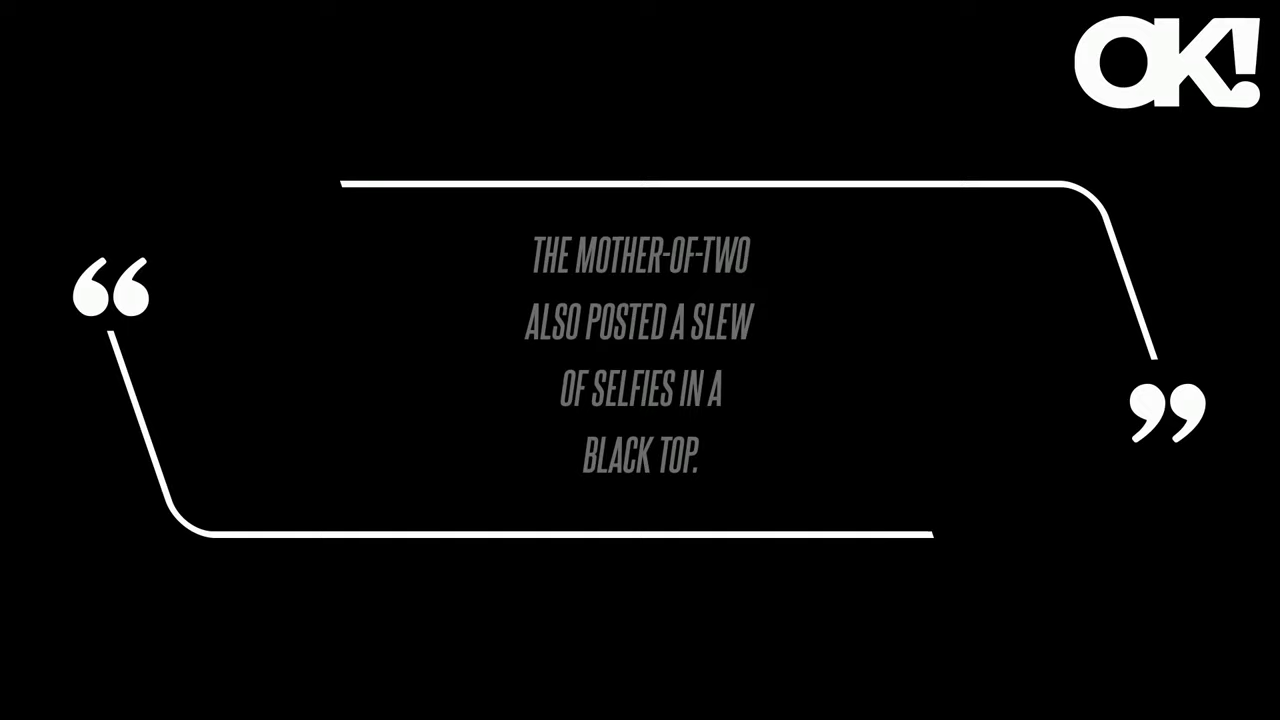 OK!
“
THE MOTHER-OF-TWO
ALSO POSTED A SLEW
OF SELFIES IN A
BLACK TOP.
”